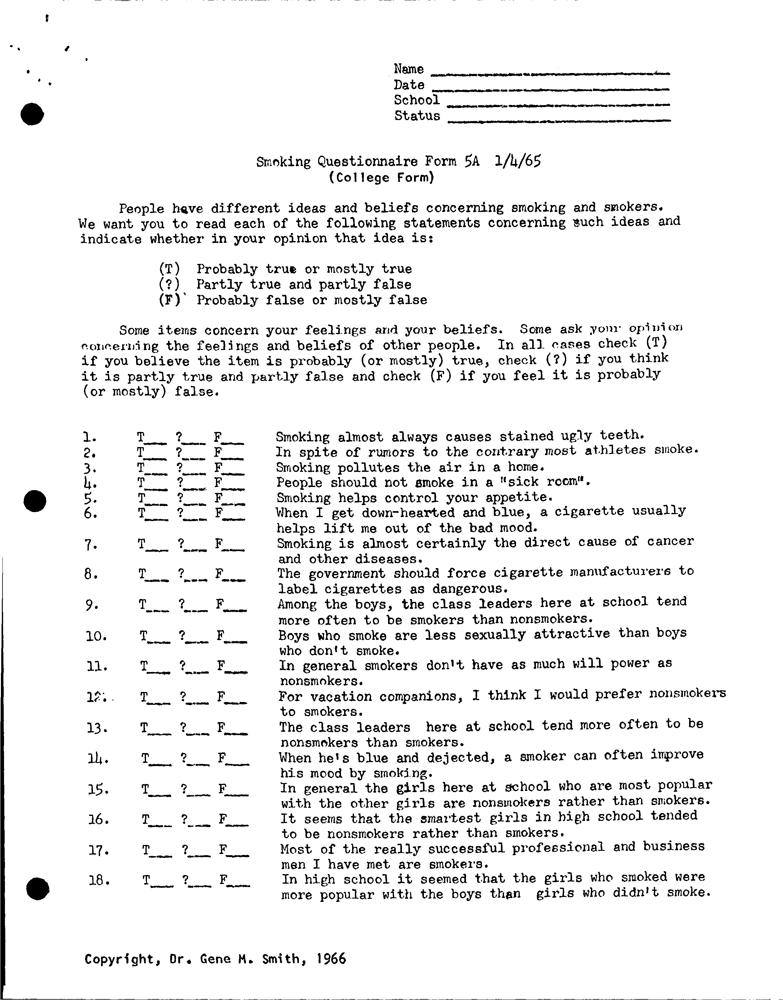 Name
Date
School
Status
Smoking Questionnaire Form 5A 1/4/65
(College Form)
People have different ideas and beliefs concerning smoking and smokers.
We want you to read each of the following statements concerning such ideas and
indicate whether in your opinion that idea is:
(T) Probably true or mostly true
(?) Partly true and partly false
(F) Probably false or mostly false
Some items concern your feelings and your beliefs. Some ask your opinion
concerning the feelings and beliefs of other people. In all cases check (T)
if you believe the item is probably (or mostly) true, check (?) if you think
it is partly true and partly false and check (F) if you feel it is probably
(or mostly) false.
1. T___ ?___ F___ Smoking almost always causes stained ugly teeth.
2. T___ ?___ F___ In spite of rumors to the contrary most athletes smoke.
3. T___ ?___ F___ Smoking pollutes the air in a home.
4. T___ ?___ F___ People should not smoke in a "sick room".
5. T___ ?___ F___ Smoking helps control your appetite.
6. T___ ?___ F___ When I get down-hearted and blue, a cigarette usually
helps lift me out of the bad mood.
7. T___ ?___ F___ Smoking is almost certainly the direct cause of cancer
and other diseases.
8. T___ ?___ F___ The government should force cigarette manufacturers to
label cigarettes as dangerous.
9. T___ ?___ F___ Among the boys, the class leaders here at school tend
more often to be smokers than nonsmokers.
10. T___ ?___ F___ Boys who smoke are less sexually attractive than boys
who don't smoke.
11. T___ ?___ F___ In general smokers don't have as much will power as
nonsmokers.
12. T___ ?___ F___ For vacation companions, I think I would prefer nonsmokers
to smokers.
13. T___ ?___ F___ The class leaders here at school tend more often to be
nonsmokers than smokers.
14. T___ ?___ F___ When he's blue and dejected, a smoker can often improve
his mood by smoking.
15. T___ ?___ F___ In general the girls here at school who are most popular
with the other girls are nonsmokers rather than smokers.
16. T___ ?___ F___ It seems that the smartest girls in high school tended
to be nonsmokers rather than smokers.
17. T___ ?___ F___ Most of the really successful professional and business
men I have met are smokers.
18. T___ ?___ F___ In high school it seemed that the girls who smoked were
more popular with the boys than girls who didn't smoke.
Copyright, Dr. Gene M. Smith, 1966